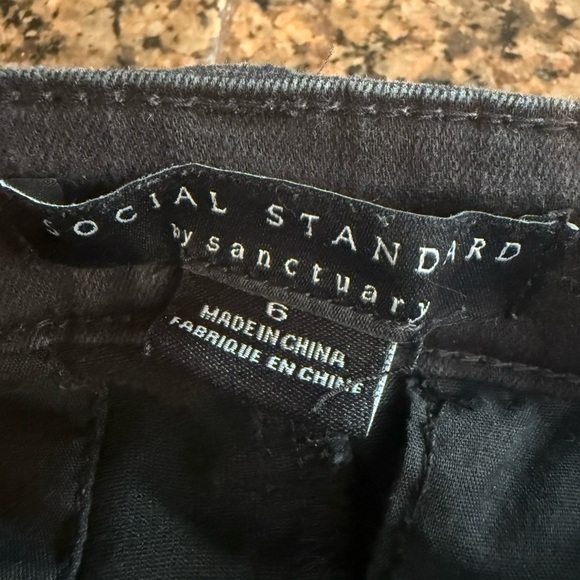 SOCIAL STANDARD
by sanctuary
6
MADE IN CHINA
FABRIQUE EN CHINE